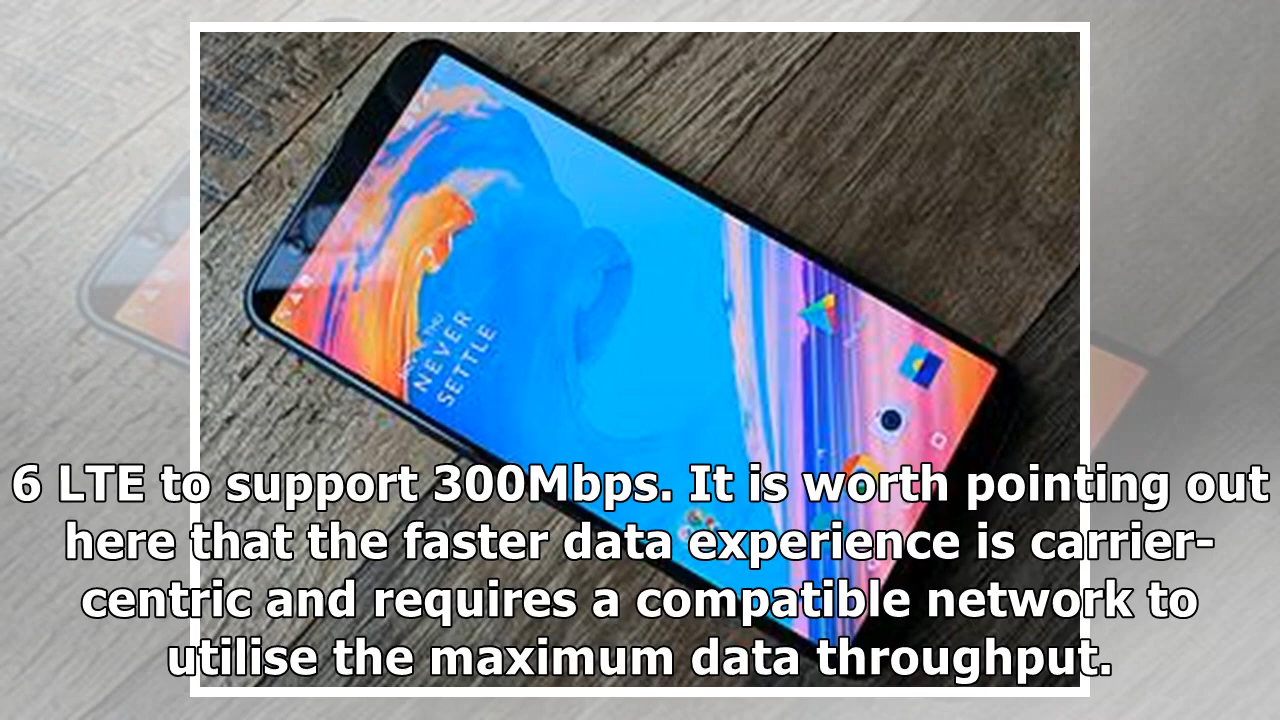 THU
NEVER
SETTLE
6 LTE to support 300Mbps. It is worth pointing out
here that the faster data experience is carrier-
centric and requires a compatible network to
utilise the maximum data throughput.